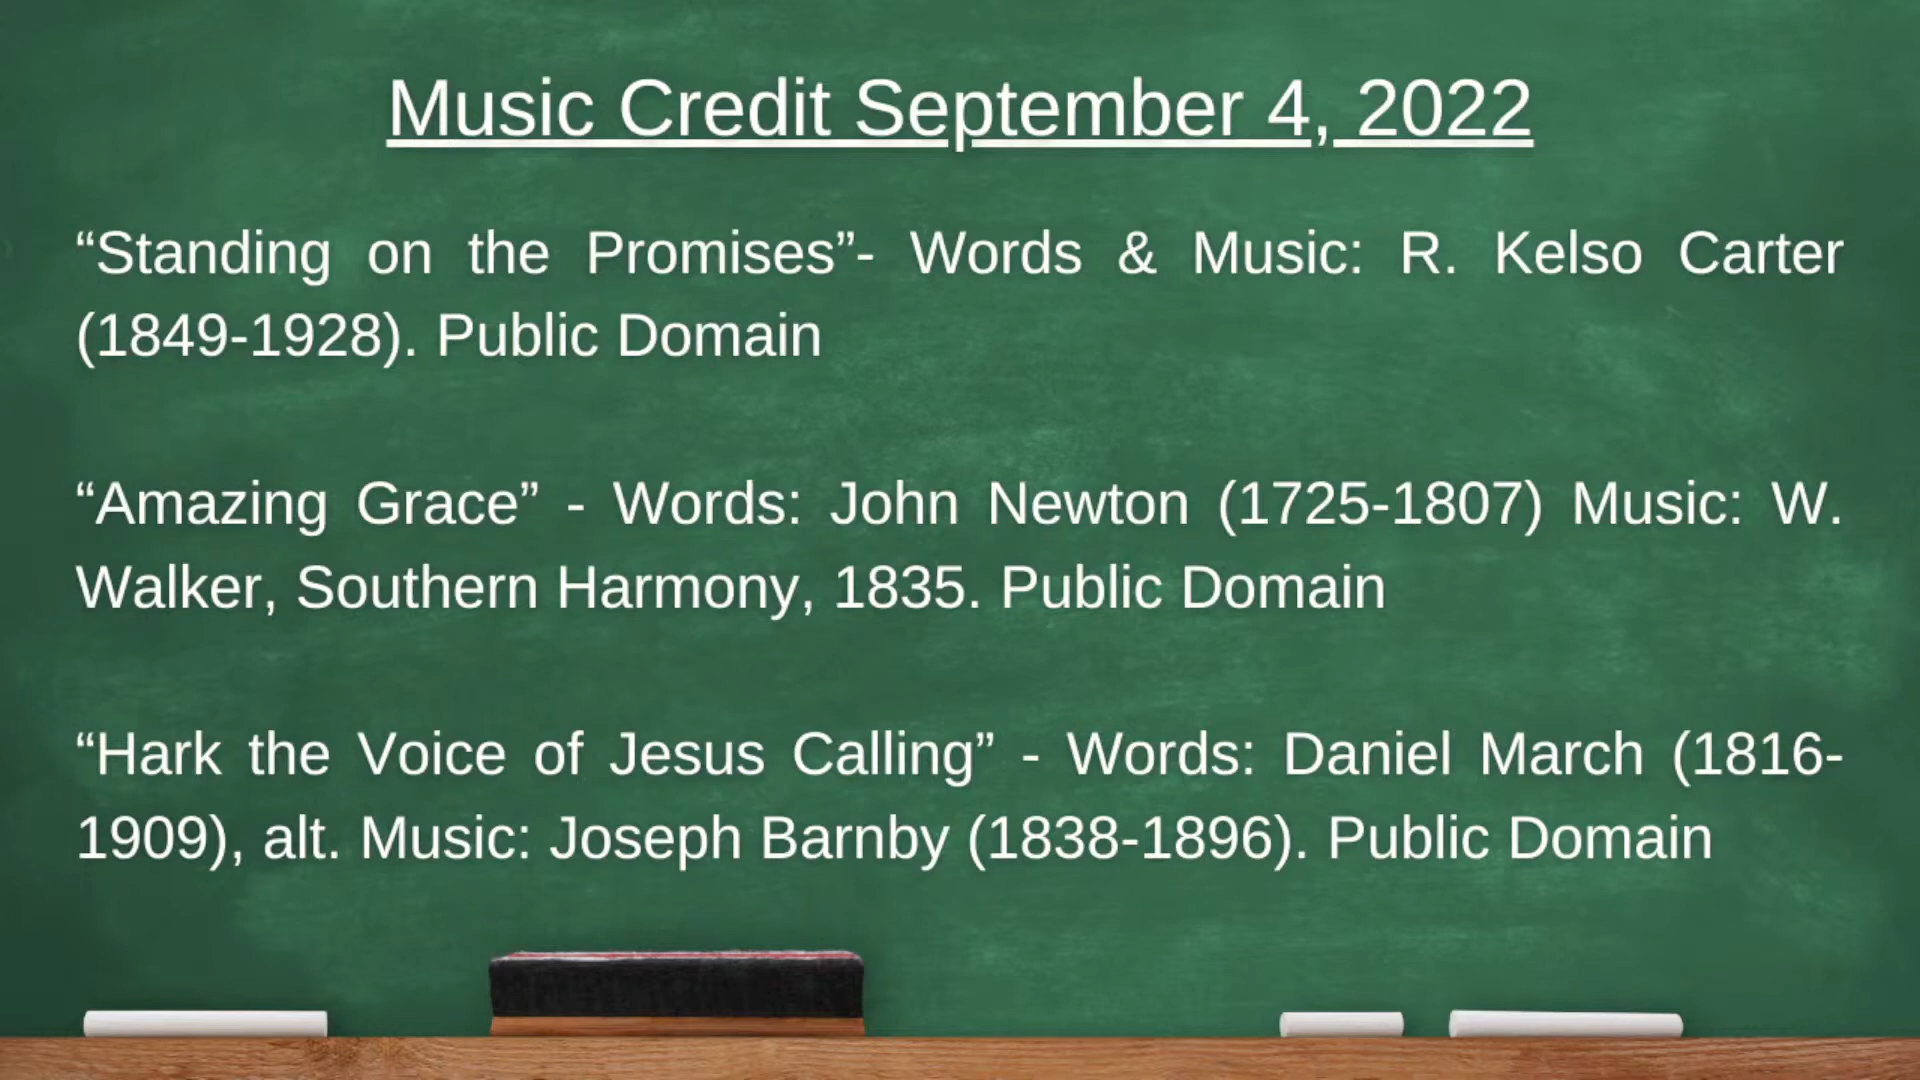 Music Credit September 4, 2022
“Standing on the Promises”- Words & Music: R. Kelso Carter
(1849-1928). Public Domain
“Amazing Grace” - Words: John Newton (1725-1807) Music: W.
Walker, Southern Harmony, 1835. Public Domain
“Hark the Voice of Jesus Calling” - Words: Daniel March (1816-
1909), alt. Music: Joseph Barnby (1838-1896). Public Domain